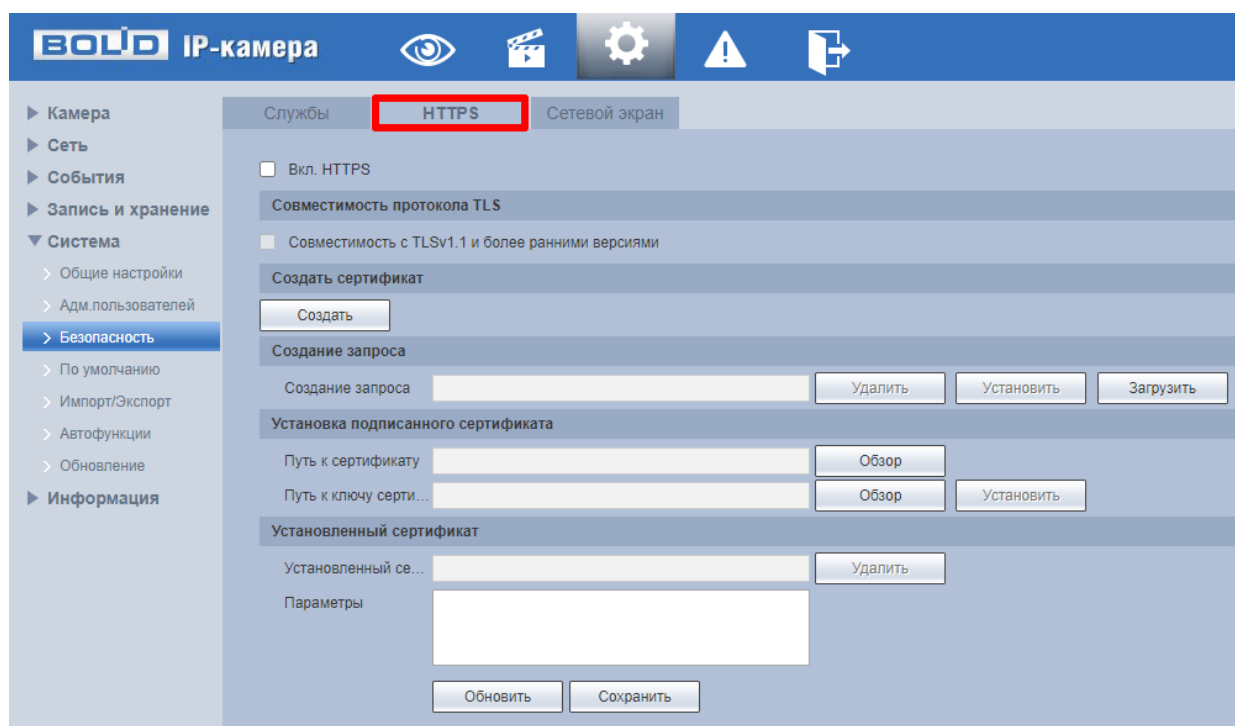 BOLID IP-камера
Камера
Сеть
События
Запись и хранение
Система
Общие настройки
Адм.пользователей
Безопасность
По умолчанию
Импорт/Экспорт
Автофункции
Обновление
Информация
Службы HTTPS Сетевой экран
Вкл. HTTPS
Совместимость протокола TLS
Совместимость с TLSv1.1 и более ранними версиями
Создать сертификат
Создать
Создание запроса
Создание запроса Удалить Установить Загрузить
Установка подписанного сертификата
Путь к сертификату Обзор
Путь к ключу серти... Обзор Установить
Установленный сертификат
Установленный се... Удалить
Параметры
Обновить Сохранить